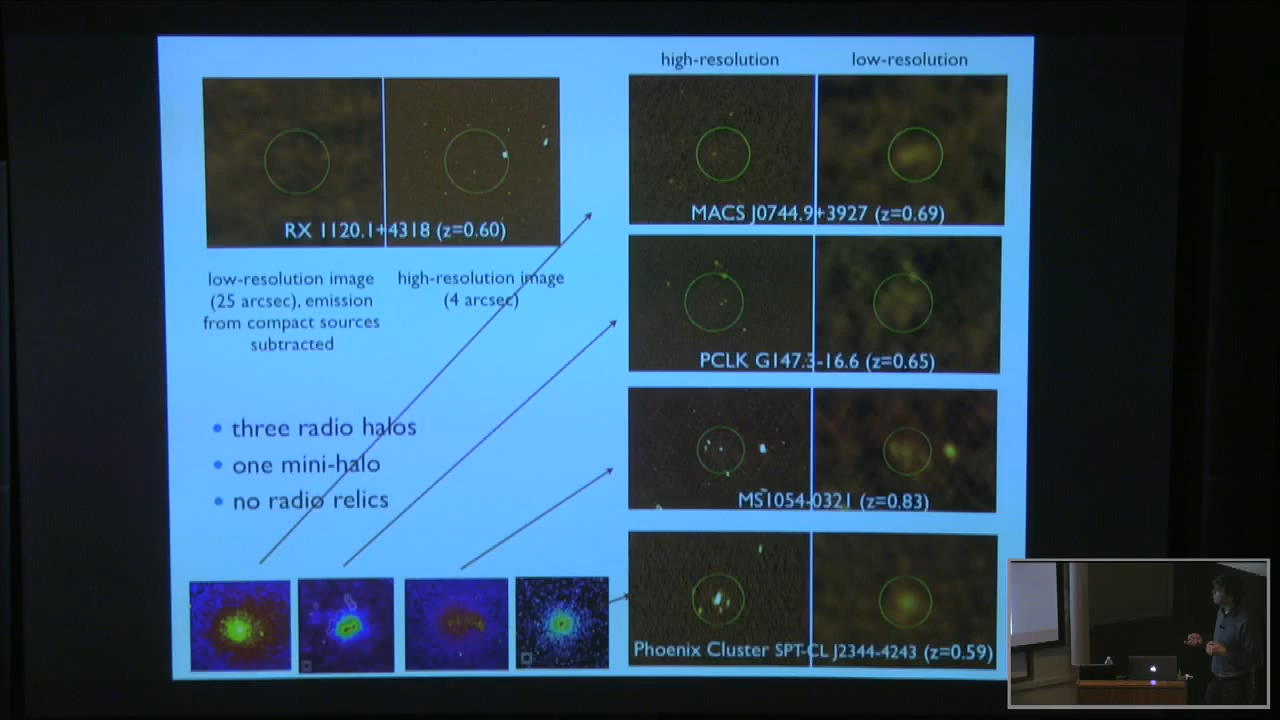 high-resolution
low-resolution
RX 1120.1+4318 (z=0.60)
low-resolution image
(25 arcsec), emission
from compact sources
subtracted
high-resolution image
(4 arcsec)
• three radio halos
• one mini-halo
• no radio relics
MACS J0744.9+3927 (z=0.69)
PCLK G147.3-16.6 (z=0.65)
MS1054-0321 (z=0.83)
Phoenix Cluster SPT-CL J2344-4243 (z=0.59)